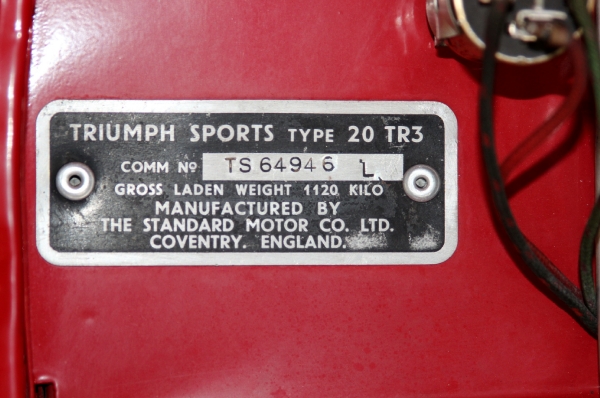 TRIUMPH SPORTS TYPE 20 TR3
COMM Nº TS 64946 L
GROSS LADEN WEIGHT 1120 KILO
MANUFACTURED BY
THE STANDARD MOTOR CO. LTD.
COVENTRY. ENGLAND.